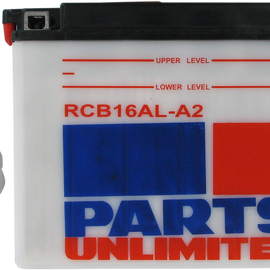 UPPER LEVEL
LOWER LEVEL
RCB16AL-A2
PARTS
UNLIMITE